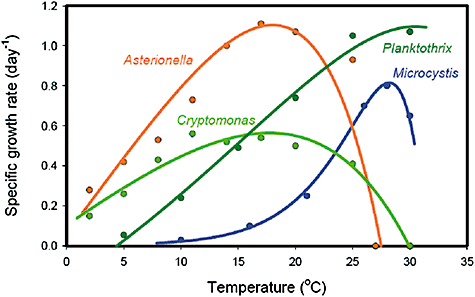 Specific growth rate (day-1)
1.2
1.0
0.8
0.6
0.4
0.2
0.0
Asterionella
Planktothrix
Microcystis
Cryptomonas
0 5 10 15 20 25 30 35
Temperature (oC)